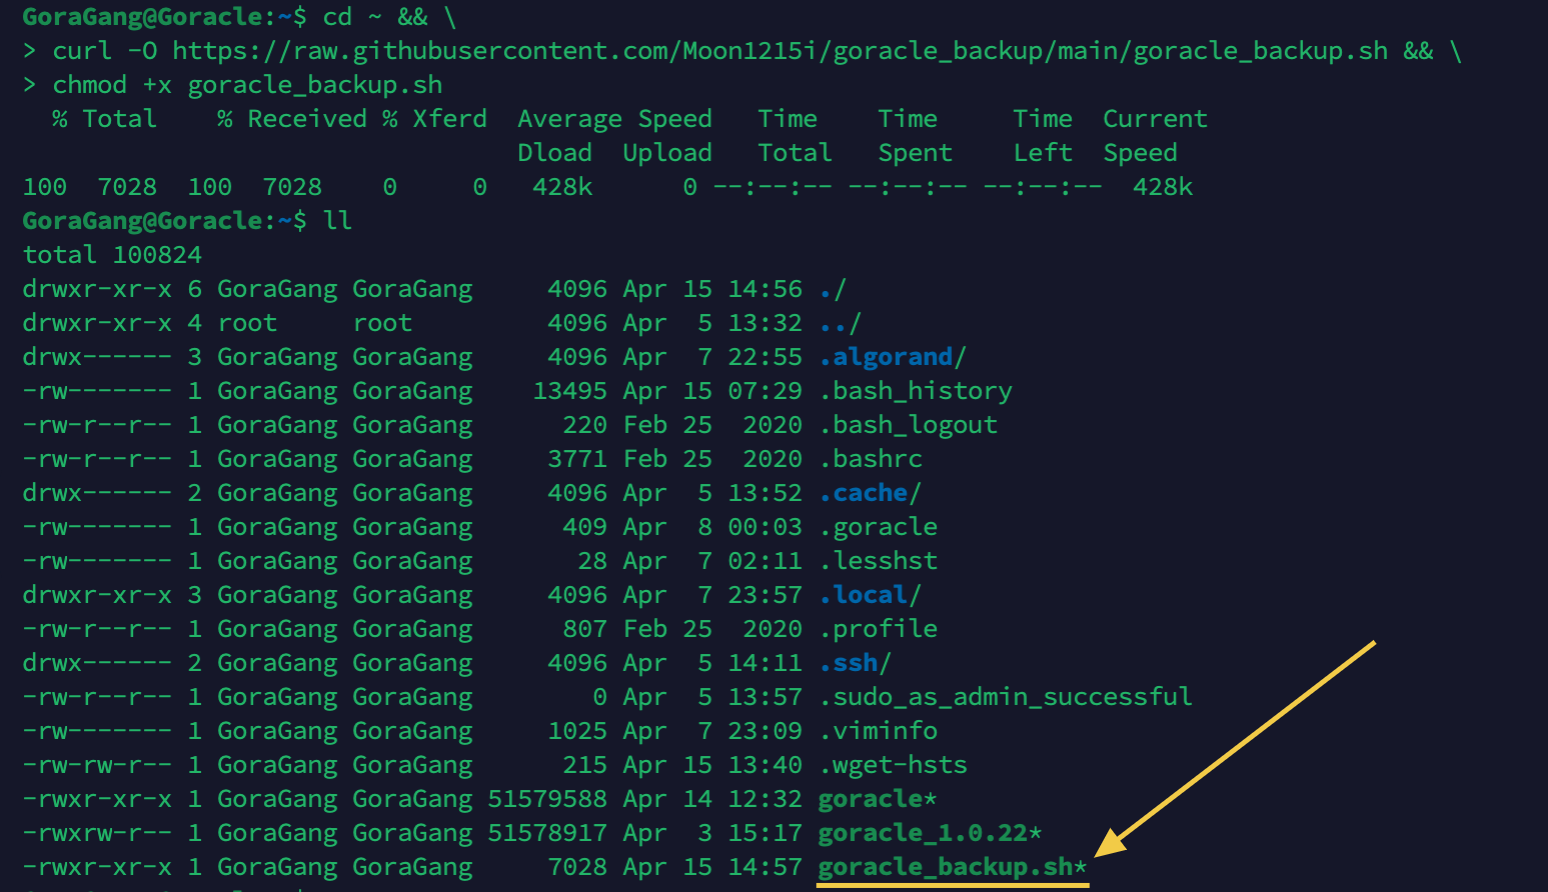 GoraGang@Goracle:~$ cd ~ && \
> curl -O https://raw.githubusercontent.com/Moon1215i/goracle_backup/main/goracle_backup.sh && \
> chmod +x goracle_backup.sh
  % Total    % Received % Xferd  Average Speed   Time    Time     Time  Current
                                 Dload  Upload   Total   Spent    Left  Speed
100  7028  100  7028    0     0   428k      0 --:--:-- --:--:-- --:--:--  428k
GoraGang@Goracle:~$ ll
total 100824
drwxr-xr-x 6 GoraGang GoraGang     4096 Apr 15 14:56 ./
drwxr-xr-x 4 root     root         4096 Apr  5 13:32 ../
drwx------ 3 GoraGang GoraGang     4096 Apr  7 22:55 .algorand/
-rw------- 1 GoraGang GoraGang    13495 Apr 15 07:29 .bash_history
-rw-r--r-- 1 GoraGang GoraGang      220 Feb 25  2020 .bash_logout
-rw-r--r-- 1 GoraGang GoraGang     3771 Feb 25  2020 .bashrc
drwx------ 2 GoraGang GoraGang     4096 Apr  5 13:52 .cache/
-rw------- 1 GoraGang GoraGang      409 Apr  8 00:03 .goracle
-rw------- 1 GoraGang GoraGang       28 Apr  7 02:11 .lesshst
drwxr-xr-x 3 GoraGang GoraGang     4096 Apr  7 23:57 .local/
-rw-r--r-- 1 GoraGang GoraGang      807 Feb 25  2020 .profile
drwx------ 2 GoraGang GoraGang     4096 Apr  5 14:11 .ssh/
-rw-r--r-- 1 GoraGang GoraGang        0 Apr  5 13:57 .sudo_as_admin_successful
-rw------- 1 GoraGang GoraGang     1025 Apr  7 23:09 .viminfo
-rw-rw-r-- 1 GoraGang GoraGang      215 Apr 15 13:40 .wget-hsts
-rwxr-xr-x 1 GoraGang GoraGang 51579588 Apr 14 12:32 goracle*
-rwxrw-r-- 1 GoraGang GoraGang 51578917 Apr  3 15:17 goracle_1.0.22*
-rwxr-xr-x 1 GoraGang GoraGang     7028 Apr 15 14:57 goracle_backup.sh*